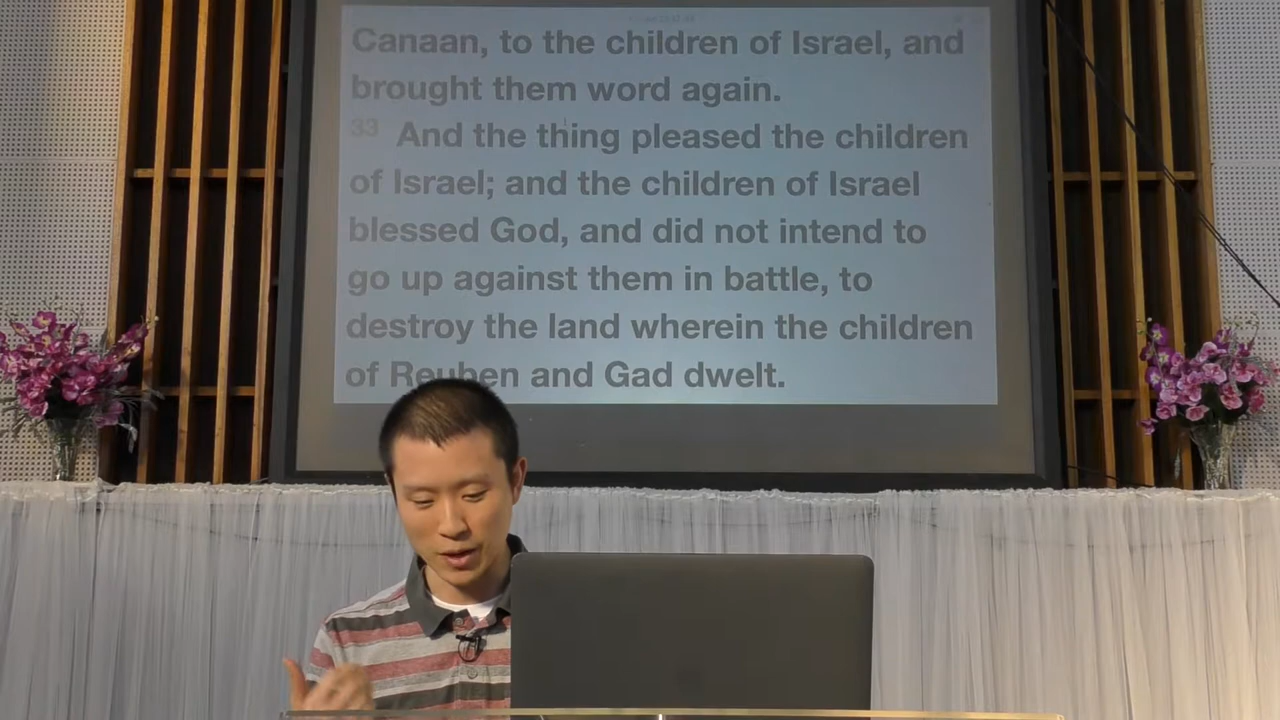 Canaan, to the children of Israel, and
brought them word again.
33 And the thing pleased the children
of Israel; and the children of Israel
blessed God, and did not intend to
go up against them in battle, to
destroy the land wherein the children
of Reuben and Gad dwelt.